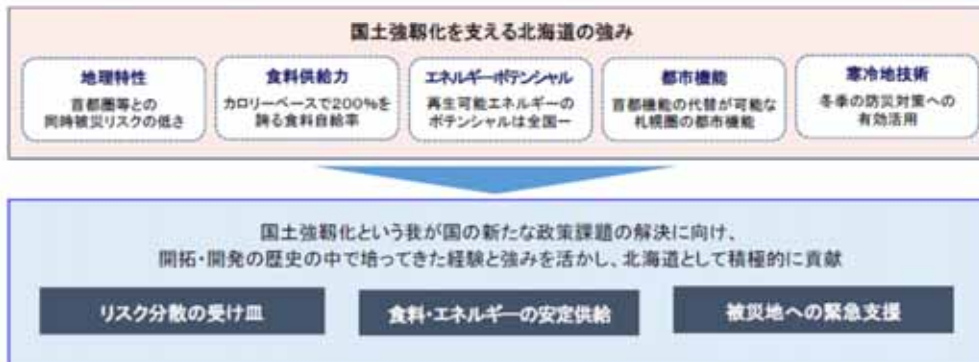 国土強靱化を支える北海道の強み
地理特性
首都圏等との
同時被災リスクの低さ
食料供給力
カロリーベースで200%を
誇る食料自給率
エネルギーポテンシャル
再生可能エネルギーの
ポテンシャルは全国一
都市機能
首都機能の代替が可能な
札幌圏の都市機能
寒冷地技術
冬季の防災対策への
有効活用
国土強靱化という我が国の新たな政策課題の解決に向け、
開拓・開発の歴史の中で培ってきた経験と強みを活かし、北海道として積極的に貢献
リスク分散の受け皿
食料・エネルギーの安定供給
被災地への緊急支援